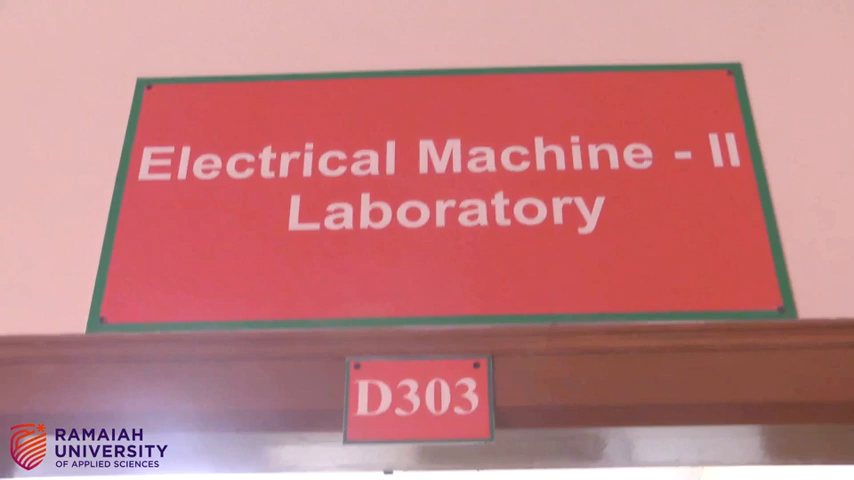 Electrical Machine - II
Laboratory
D303
RAMAIAH
UNIVERSITY
OF APPLIED SCIENCES